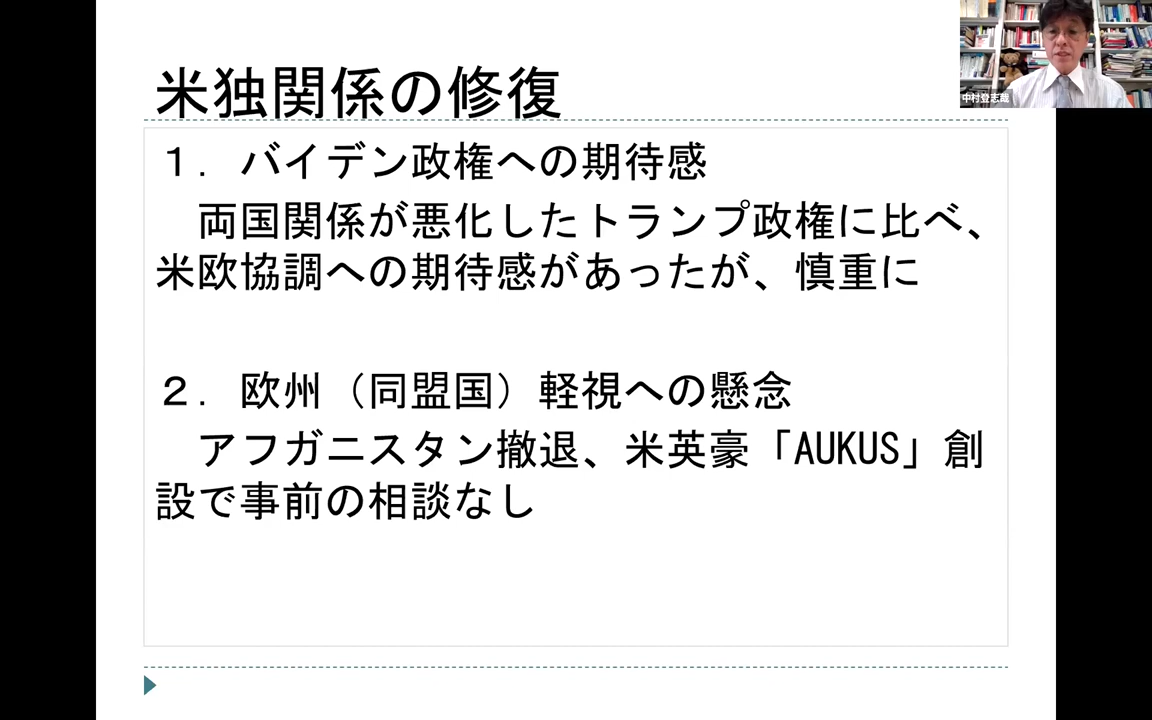 米独関係の修復
１．バイデン政権への期待感
両国関係が悪化したトランプ政権に比べ、
米欧協調への期待感があったが、慎重に
２．欧州（同盟国）軽視への懸念
アフガニスタン撤退、米英豪「AUKUS」創
設で事前の相談なし
中村登志哉